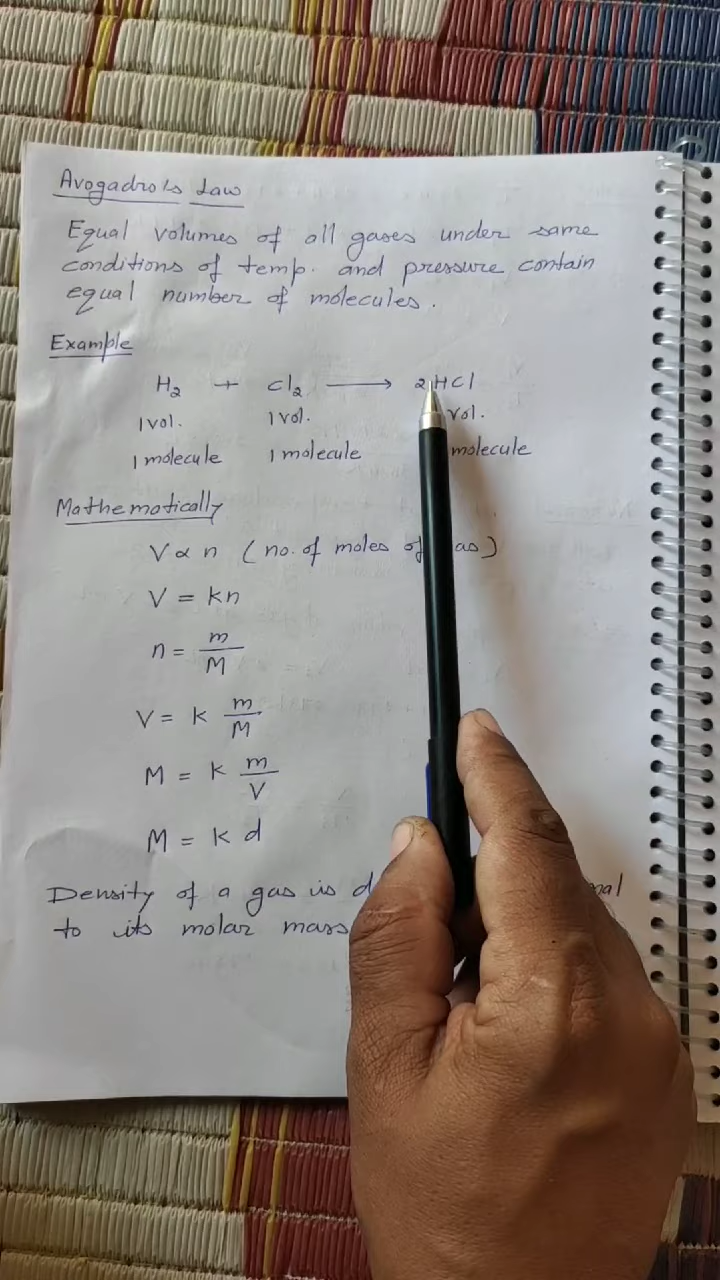 Avogadro's Law
Equal volumes of all gases under same
conditions of temp. and pressure contain
equal number of molecules.
Example
H₂ + Cl₂ ⟶ 2HCl
1 vol. 1 vol. vol.
1 molecule 1 molecule molecule
Mathematically
V ∝ n (no. of moles of gas)
V = kn
n = m/M
V = k m/M
M = k m/V
M = k d
Density of a gas is
to its molar mass